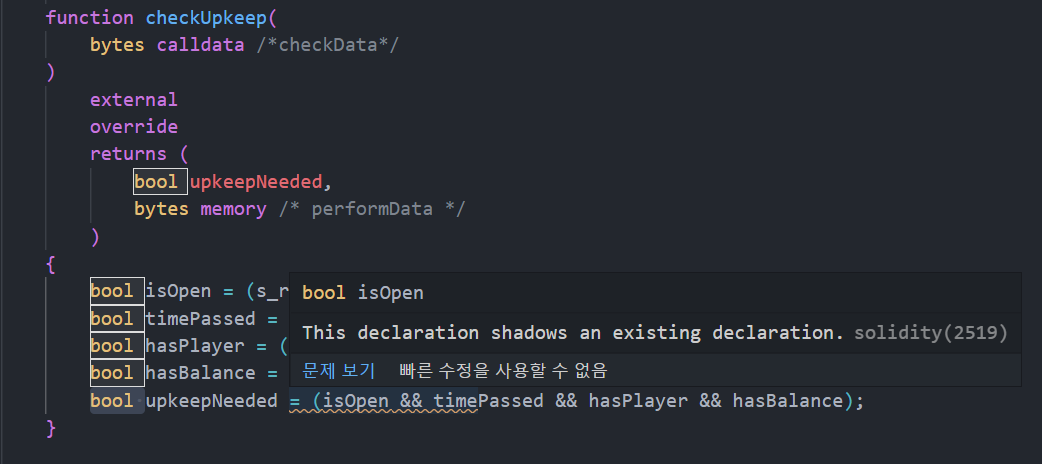 function checkUpkeep(
bytes calldata /*checkData*/
)
external
override
returns (
bool upkeepNeeded,
bytes memory /* performData */
)
{
bool isOpen = (s_r
bool timePassed =
bool hasPlayer = (
bool hasBalance =
bool isOpen
This declaration shadows an existing declaration. solidity(2519)
문제 보기 빠른 수정을 사용할 수 없음
bool upkeepNeeded = (isOpen && timePassed && hasPlayer && hasBalance);
}